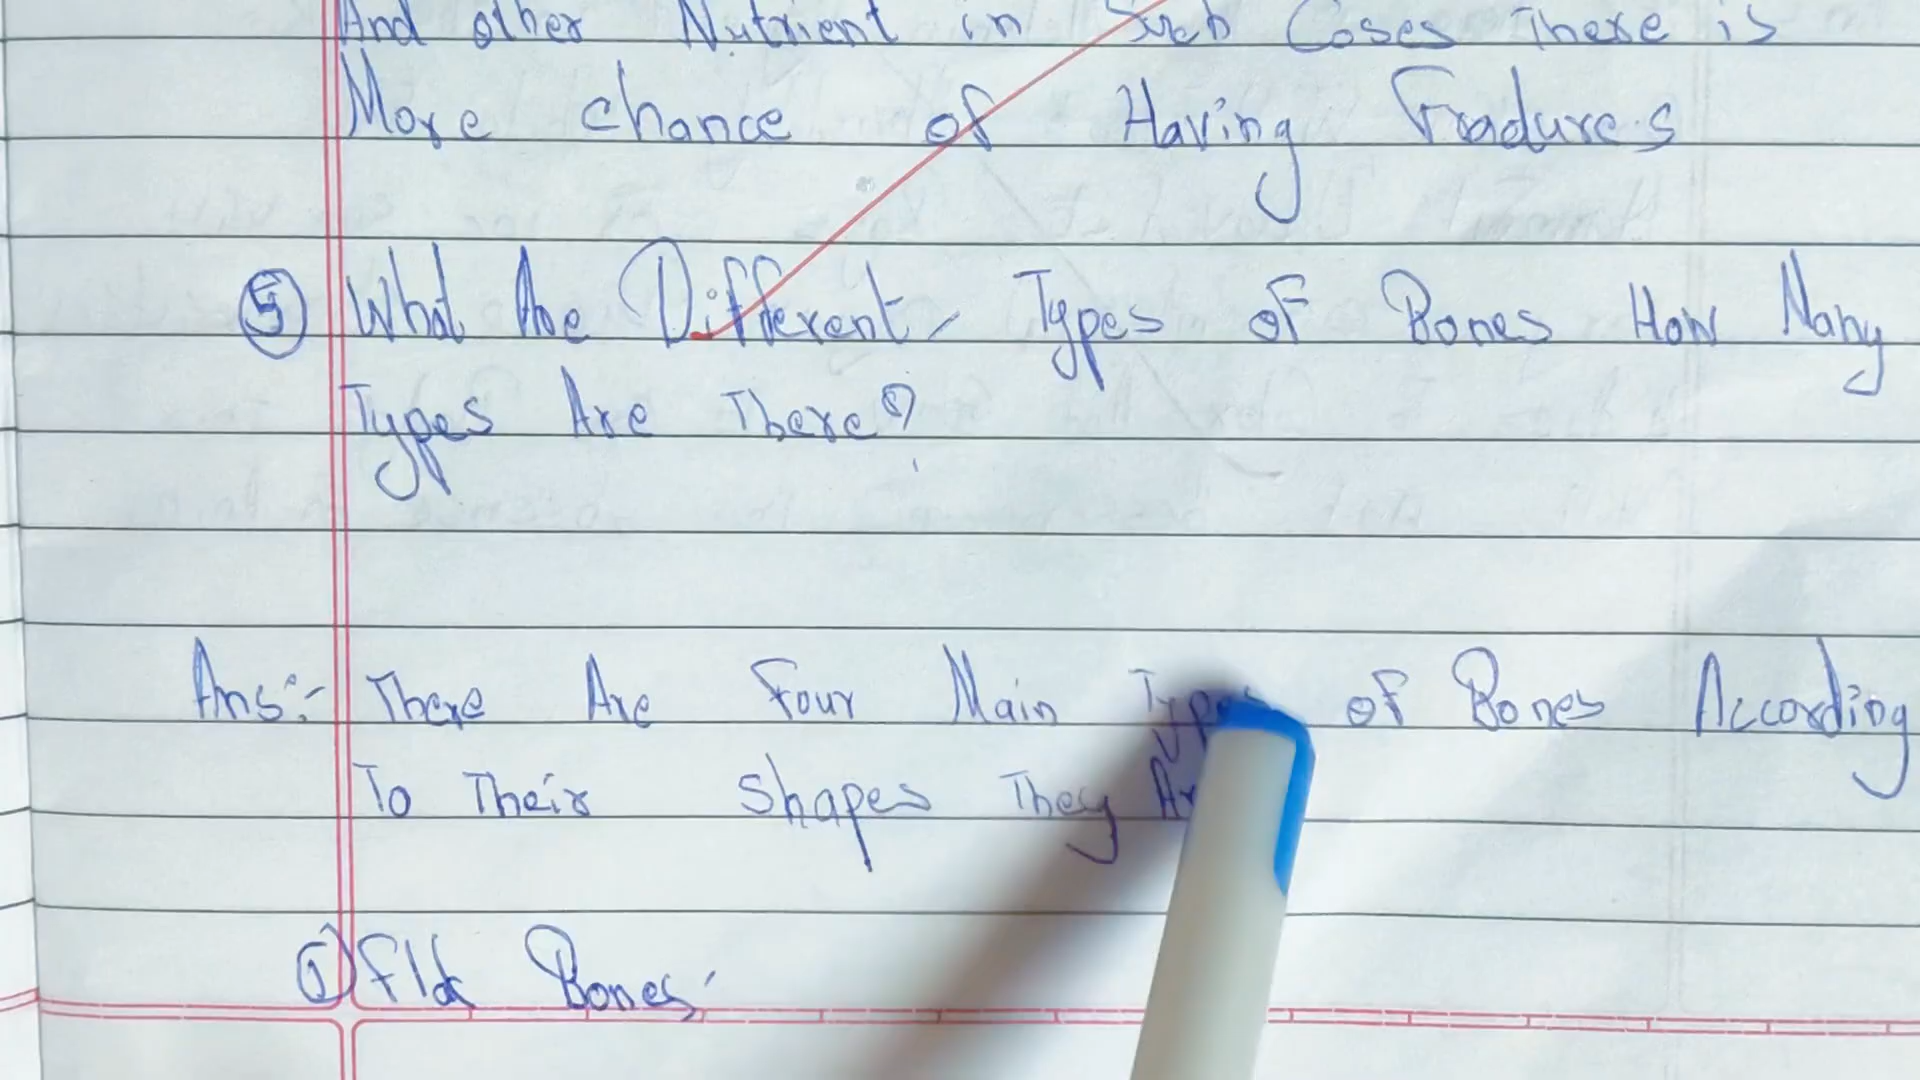 And other Nutrient in Such Cases There is
More chance of Having Fractures
⑤ What Are Different Types of Bones How Many
Types Are There?
Ans:- There Are Four Main Types of Bones According
To Their Shapes They Ar
① Flat Bones: